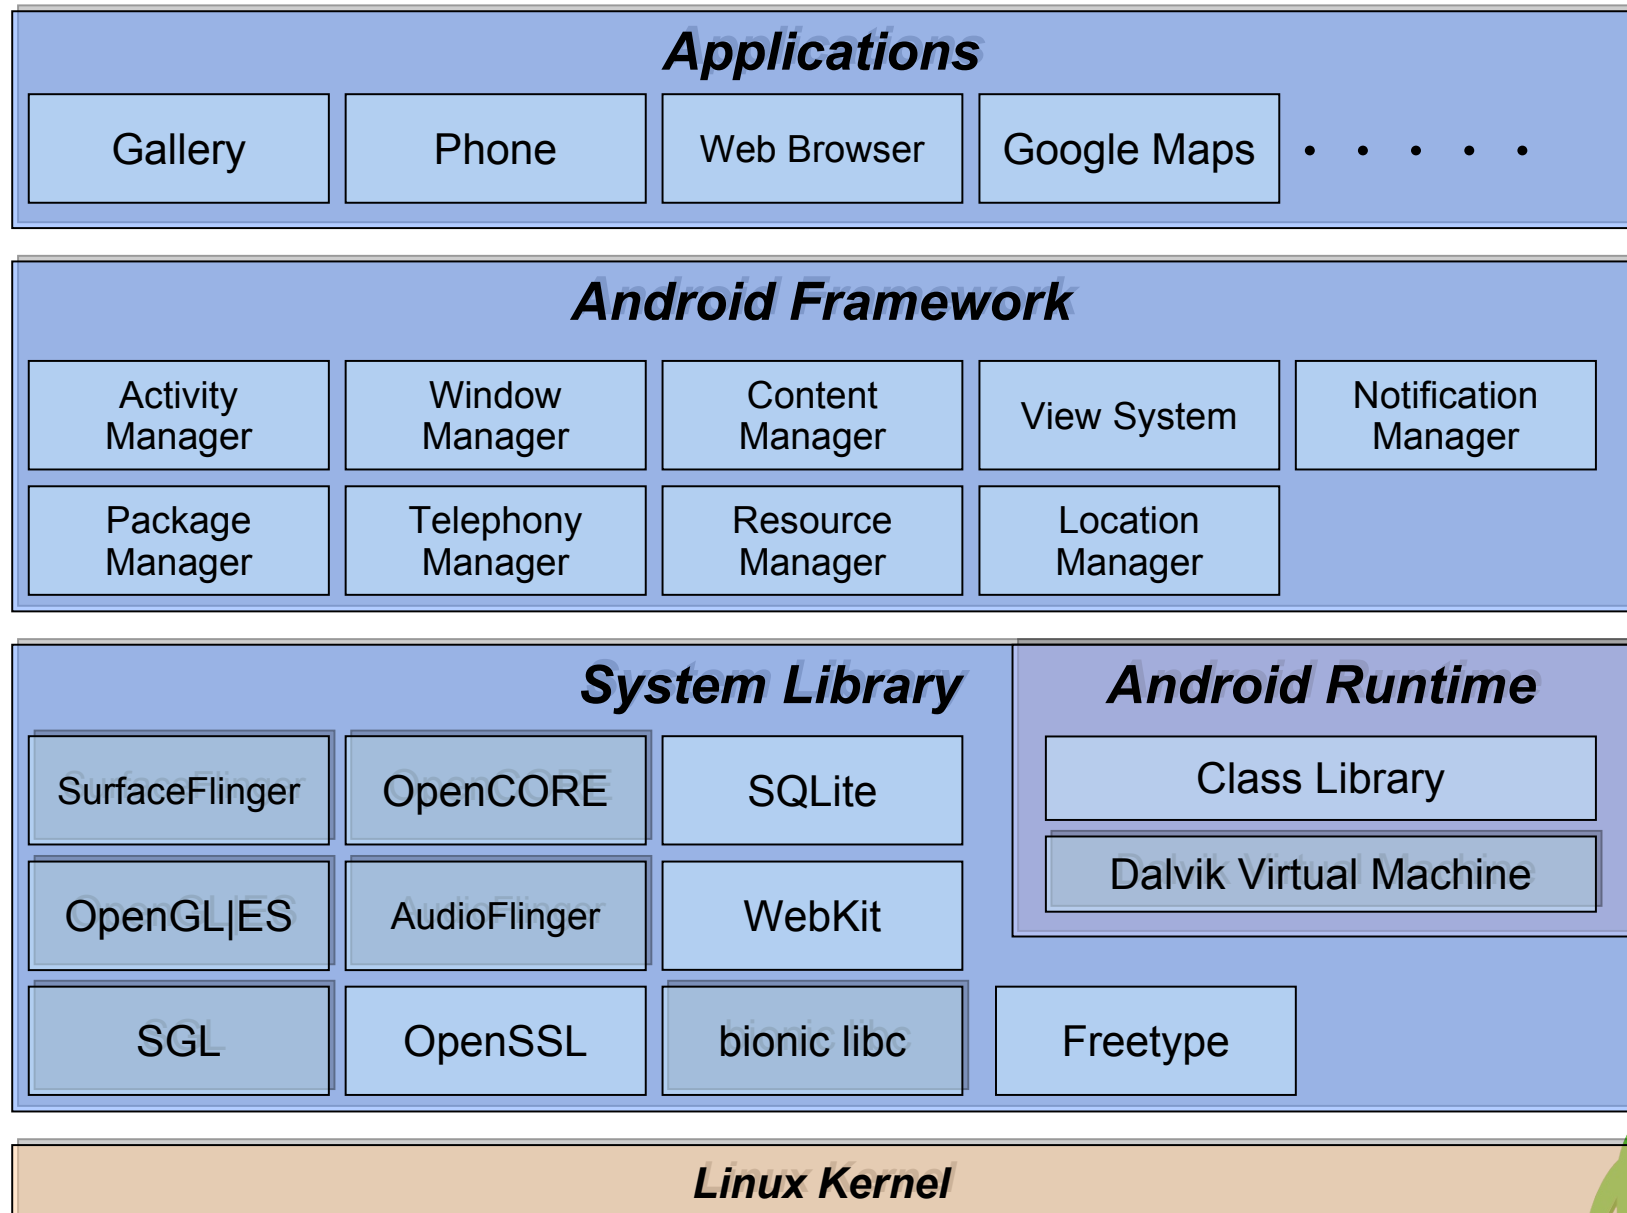 Applications
Gallery
Phone
Web Browser
Google Maps
. . . . .
Android Framework
Activity
Manager
Window
Manager
Content
Manager
View System
Notification
Manager
Package
Manager
Telephony
Manager
Resource
Manager
Location
Manager
System Library
SurfaceFlinger
OpenCORE
SQLite
OpenGL|ES
AudioFlinger
WebKit
SGL
OpenSSL
bionic libc
Freetype
Android Runtime
Class Library
Dalvik Virtual Machine
Linux Kernel